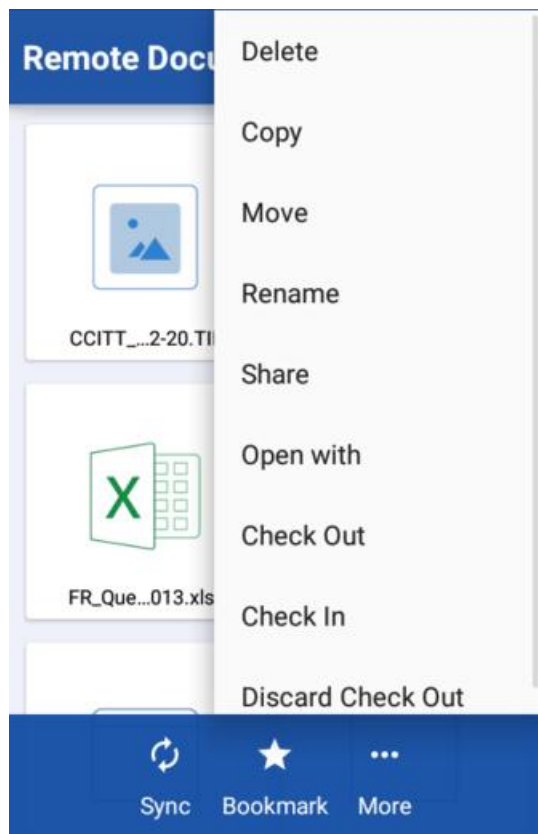 Remote Docu
Delete
Copy
Move
Rename
Share
Open with
Check Out
Check In
Discard Check Out
CCITT_...2-20.TI
X
FR_Que...013.xls
Sync
Bookmark
More